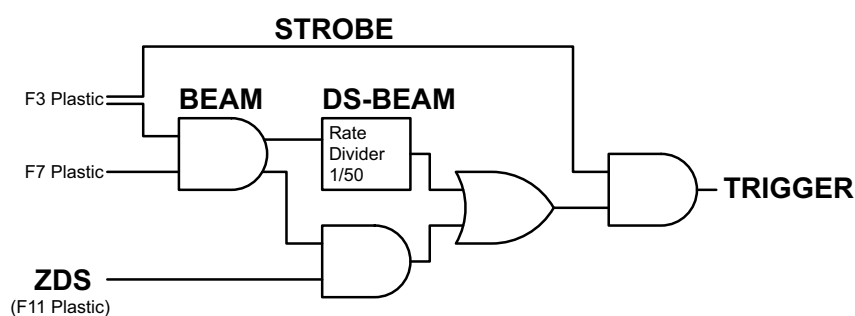 STROBE
F3 Plastic
BEAM
DS-BEAM
Rate
Divider
1/50
F7 Plastic
TRIGGER
ZDS
(F11 Plastic)